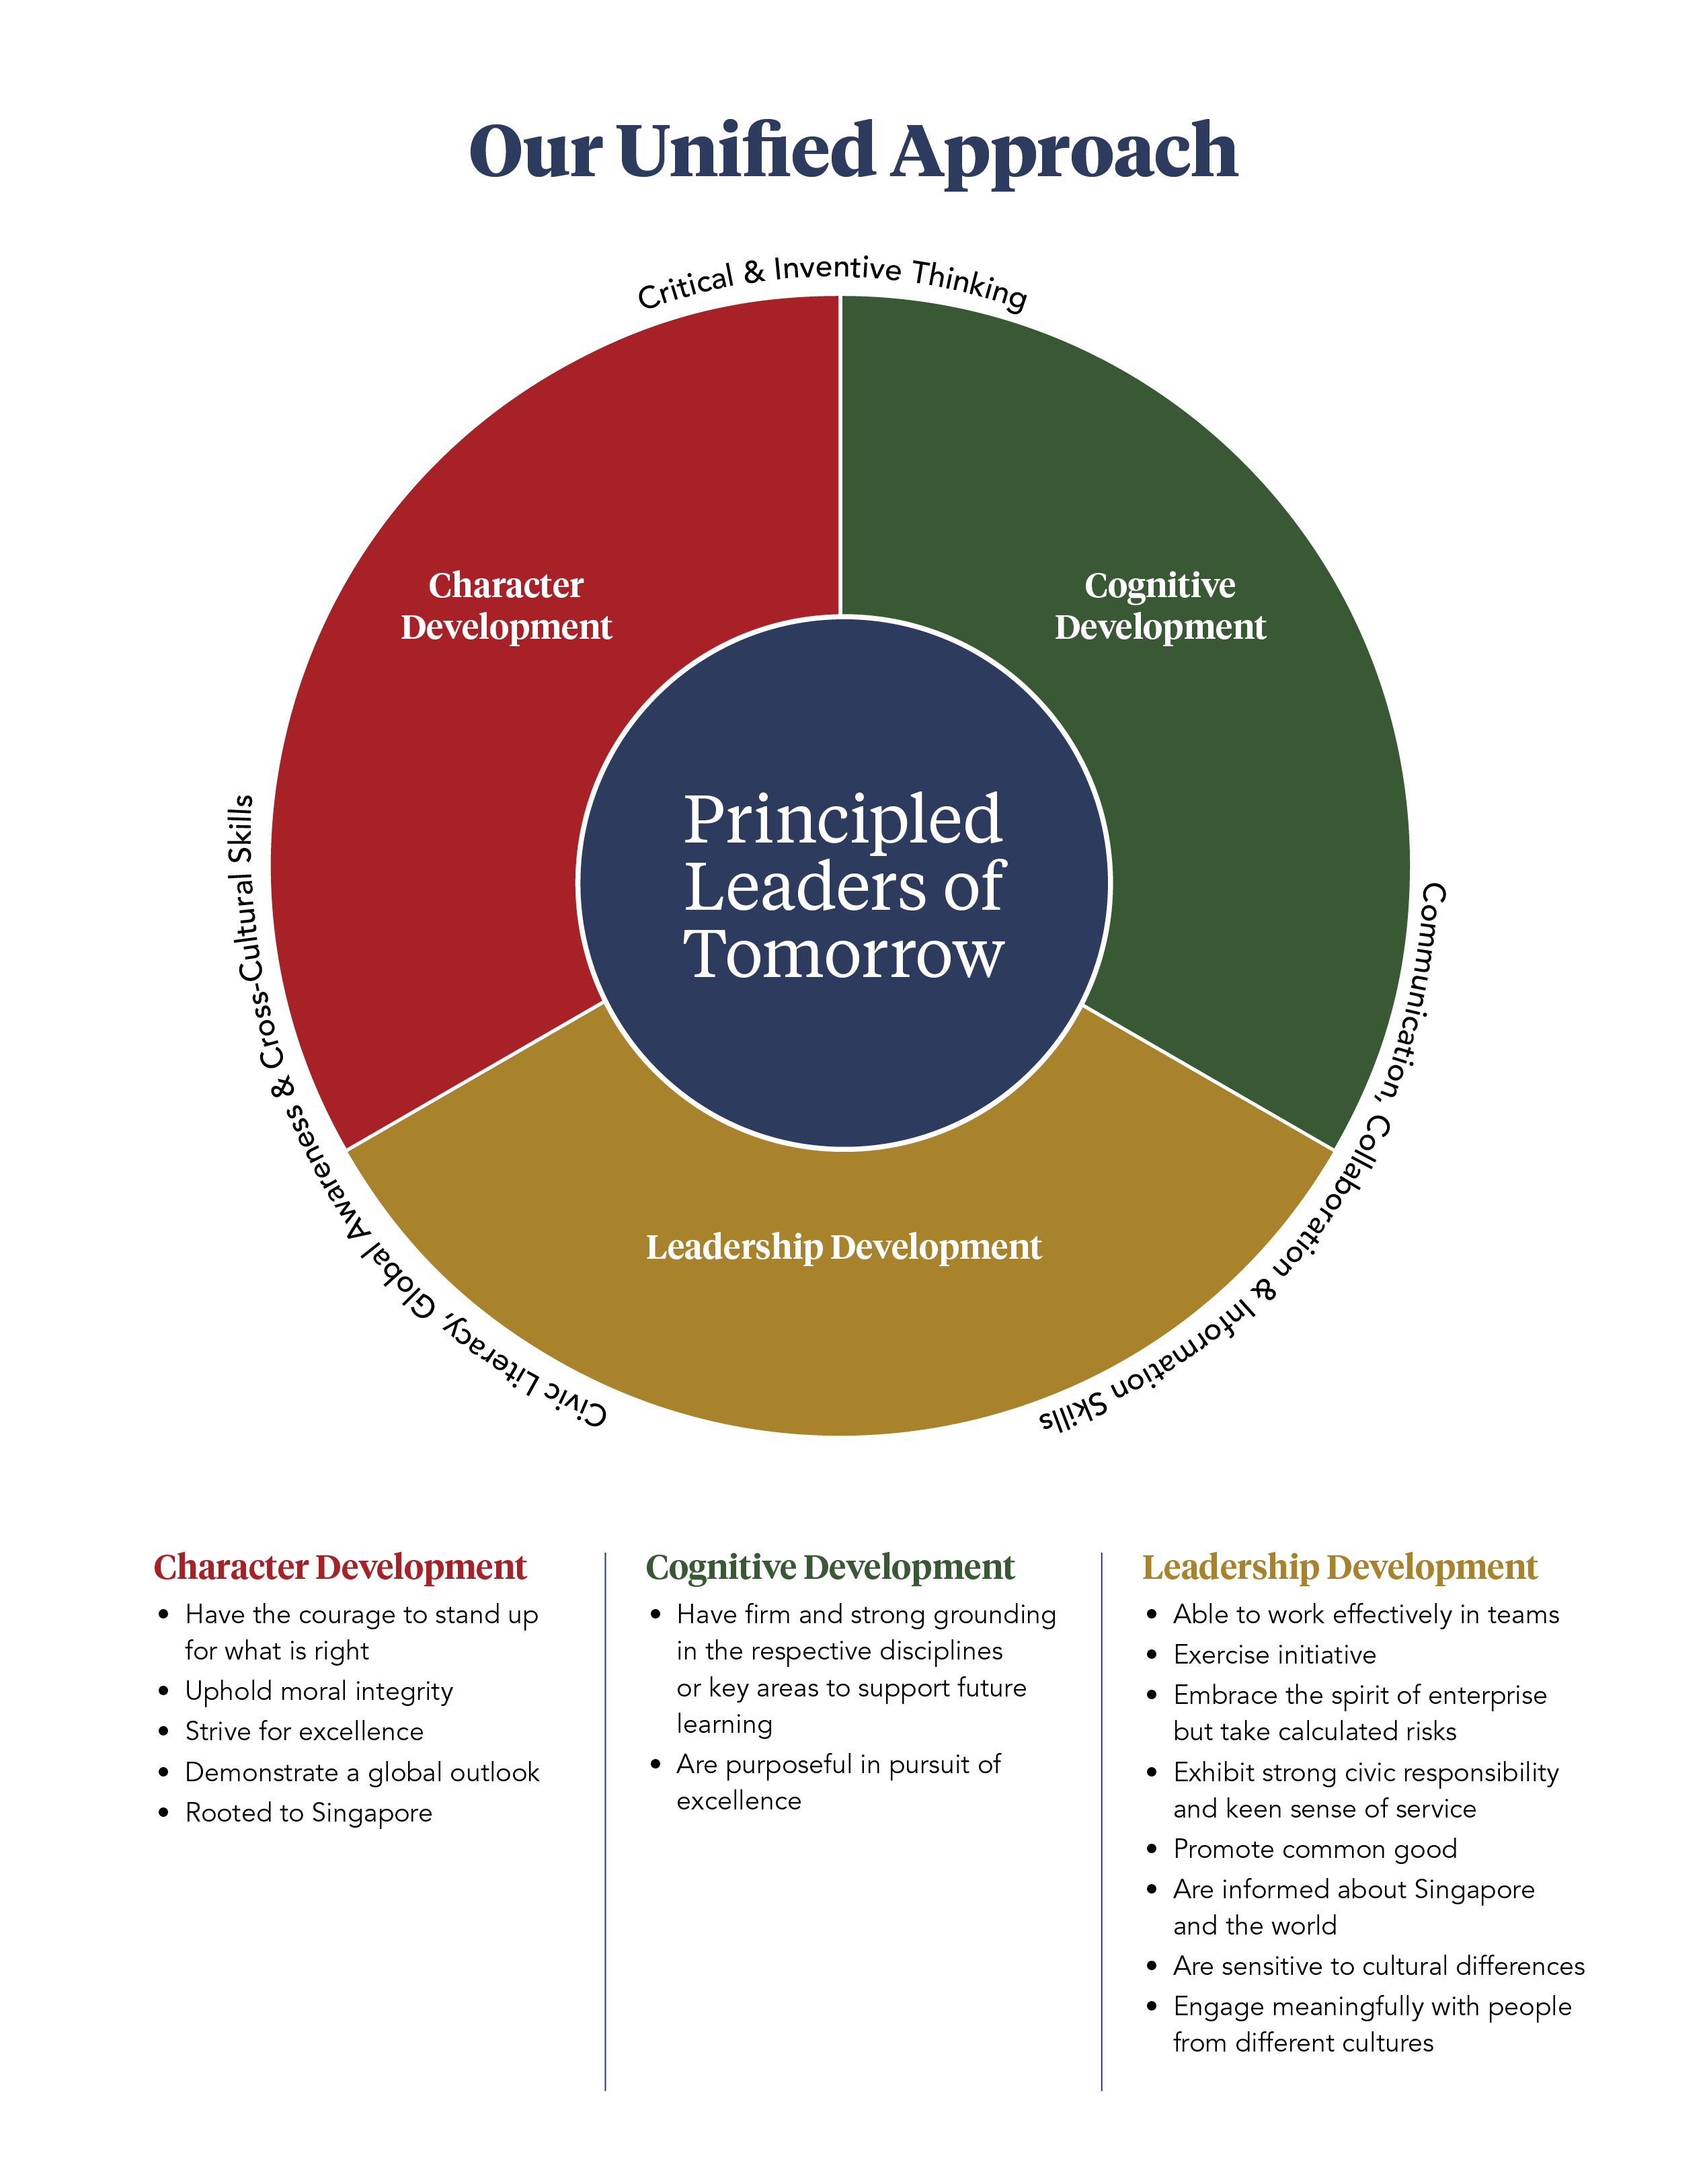 Our Unified Approach
Critical & Inventive Thinking
Character
Development
Cognitive
Development
Principled
Leaders of
Tomorrow
Civic Literacy, Global Awareness & Cross-Cultural Skills
Communication, Collaboration & Information Skills
Leadership Development
Character Development
• Have the courage to stand up
for what is right
• Uphold moral integrity
• Strive for excellence
• Demonstrate a global outlook
• Rooted to Singapore
Cognitive Development
• Have firm and strong grounding
in the respective disciplines
or key areas to support future
learning
• Are purposeful in pursuit of
excellence
Leadership Development
• Able to work effectively in teams
• Exercise initiative
• Embrace the spirit of enterprise
but take calculated risks
• Exhibit strong civic responsibility
and keen sense of service
• Promote common good
• Are informed about Singapore
and the world
• Are sensitive to cultural differences
• Engage meaningfully with people
from different cultures